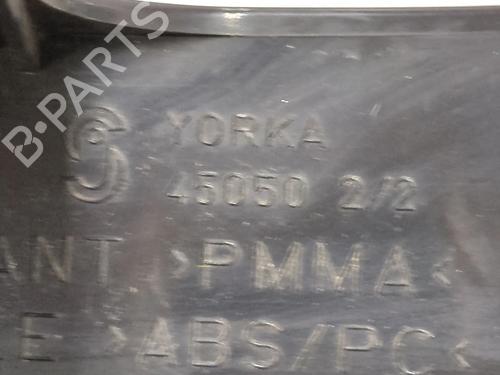 B-PARTS
YORKA
45050 2/2
ANT >PMMA<
E >ABS/PC<